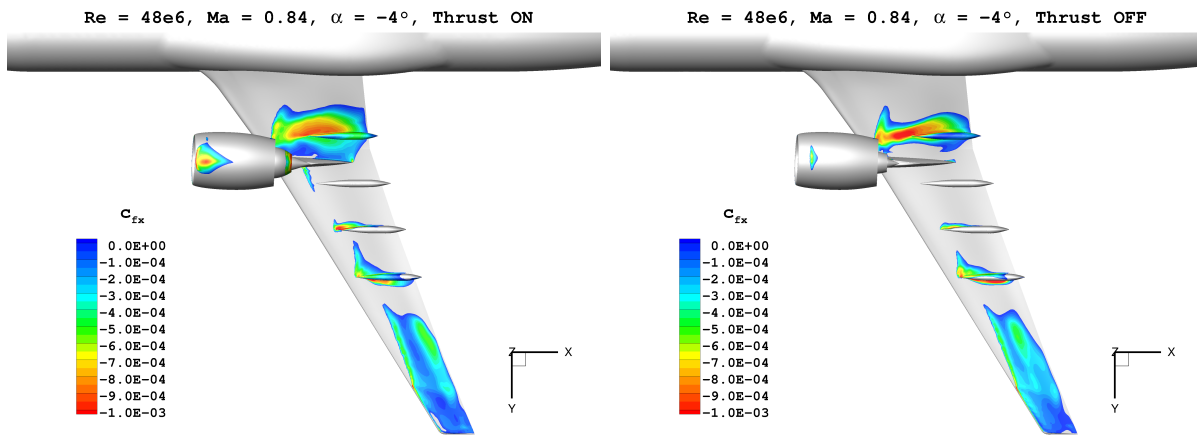 Re = 48e6, Ma = 0.84, α = -4°, Thrust ON
C_fx
0.0E+00
-1.0E-04
-2.0E-04
-3.0E-04
-4.0E-04
-5.0E-04
-6.0E-04
-7.0E-04
-8.0E-04
-9.0E-04
-1.0E-03
Z X
Y
Re = 48e6, Ma = 0.84, α = -4°, Thrust OFF
C_fx
0.0E+00
-1.0E-04
-2.0E-04
-3.0E-04
-4.0E-04
-5.0E-04
-6.0E-04
-7.0E-04
-8.0E-04
-9.0E-04
-1.0E-03
Z X
Y